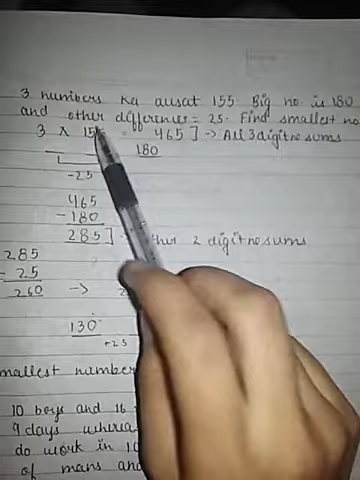 3 numbers ka ausat 155. Big no. is 180
and other difference = 25. Find smallest no.
3 × 155 = 465] → All 3 digit no sums
180
-25
465
- 180
285] 2 digit no sums
285
- 25
260 →
130
+25
mallest number
10 boys and 16
9 days wherea
do work in 10
of mans and